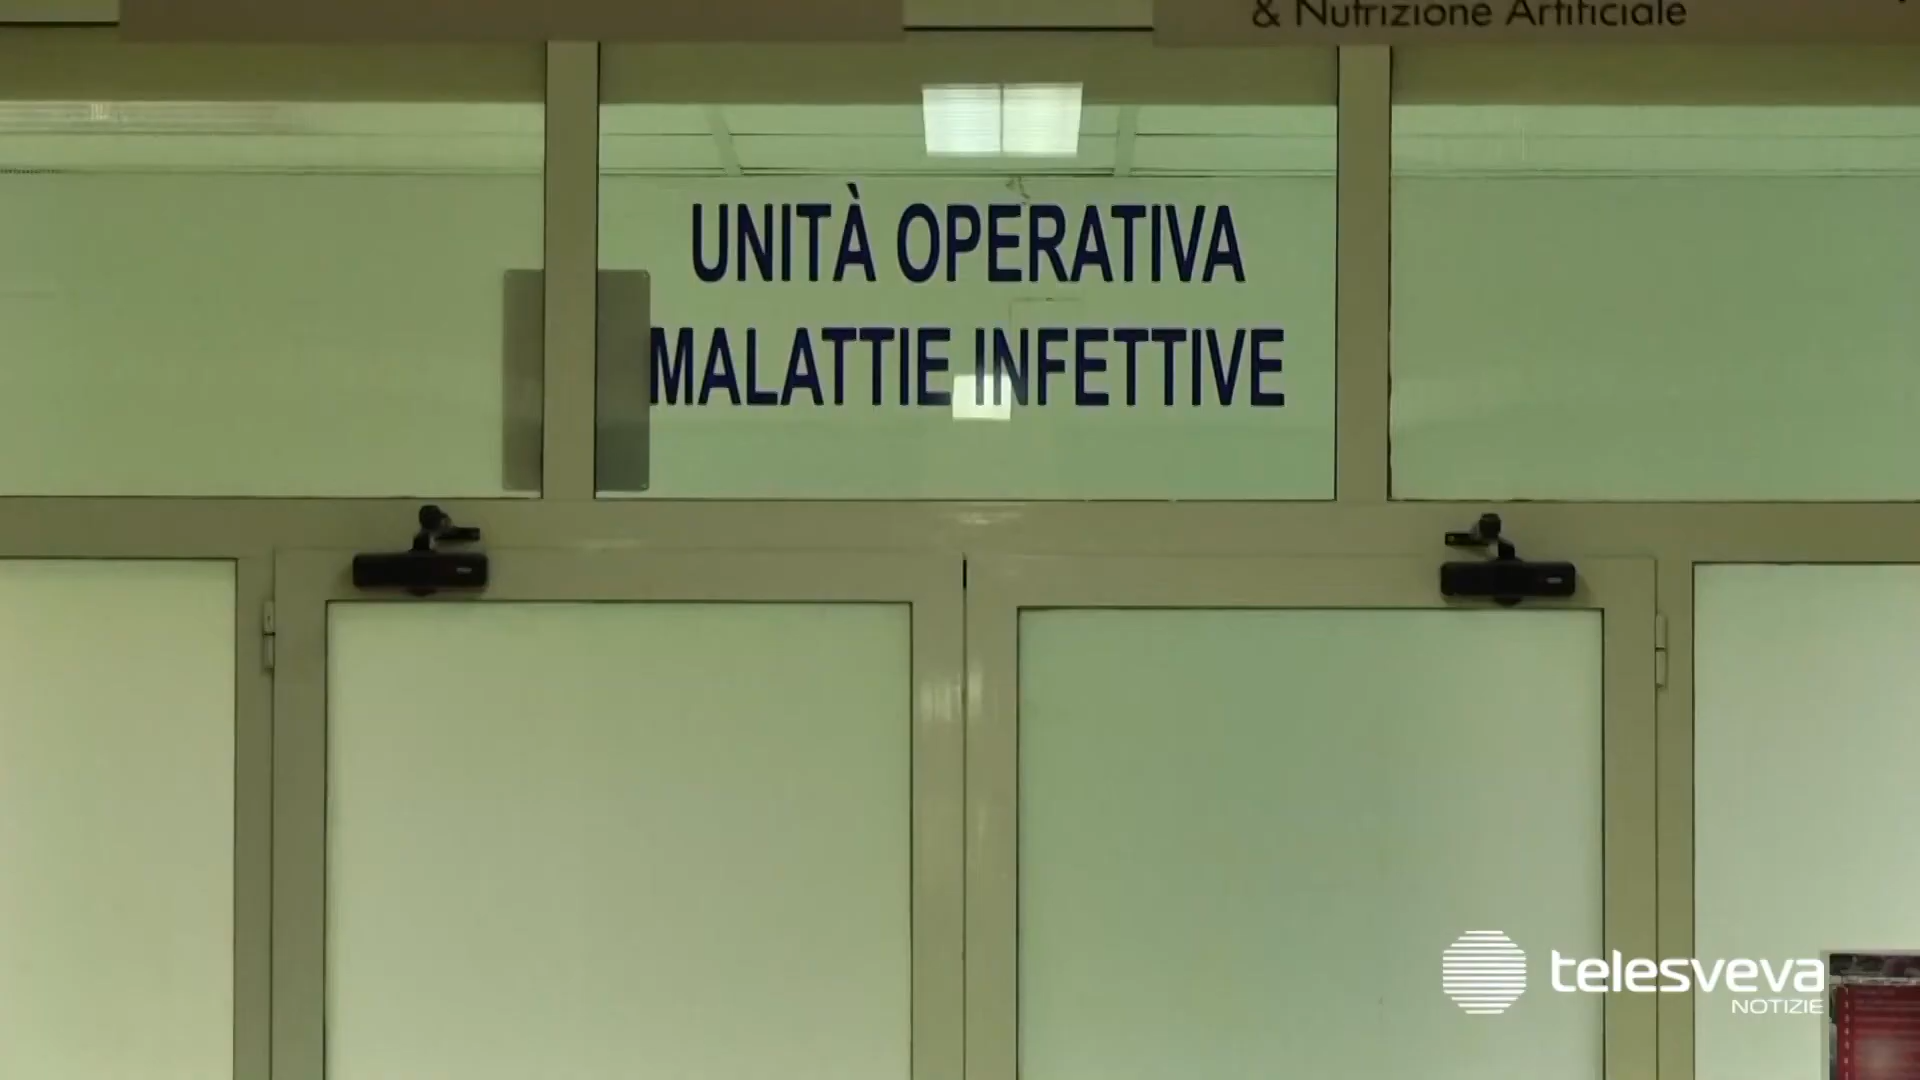 & Nutrizione Artificiale
UNITÀ OPERATIVA
MALATTIE INFETTIVE
telesveva
NOTIZIE